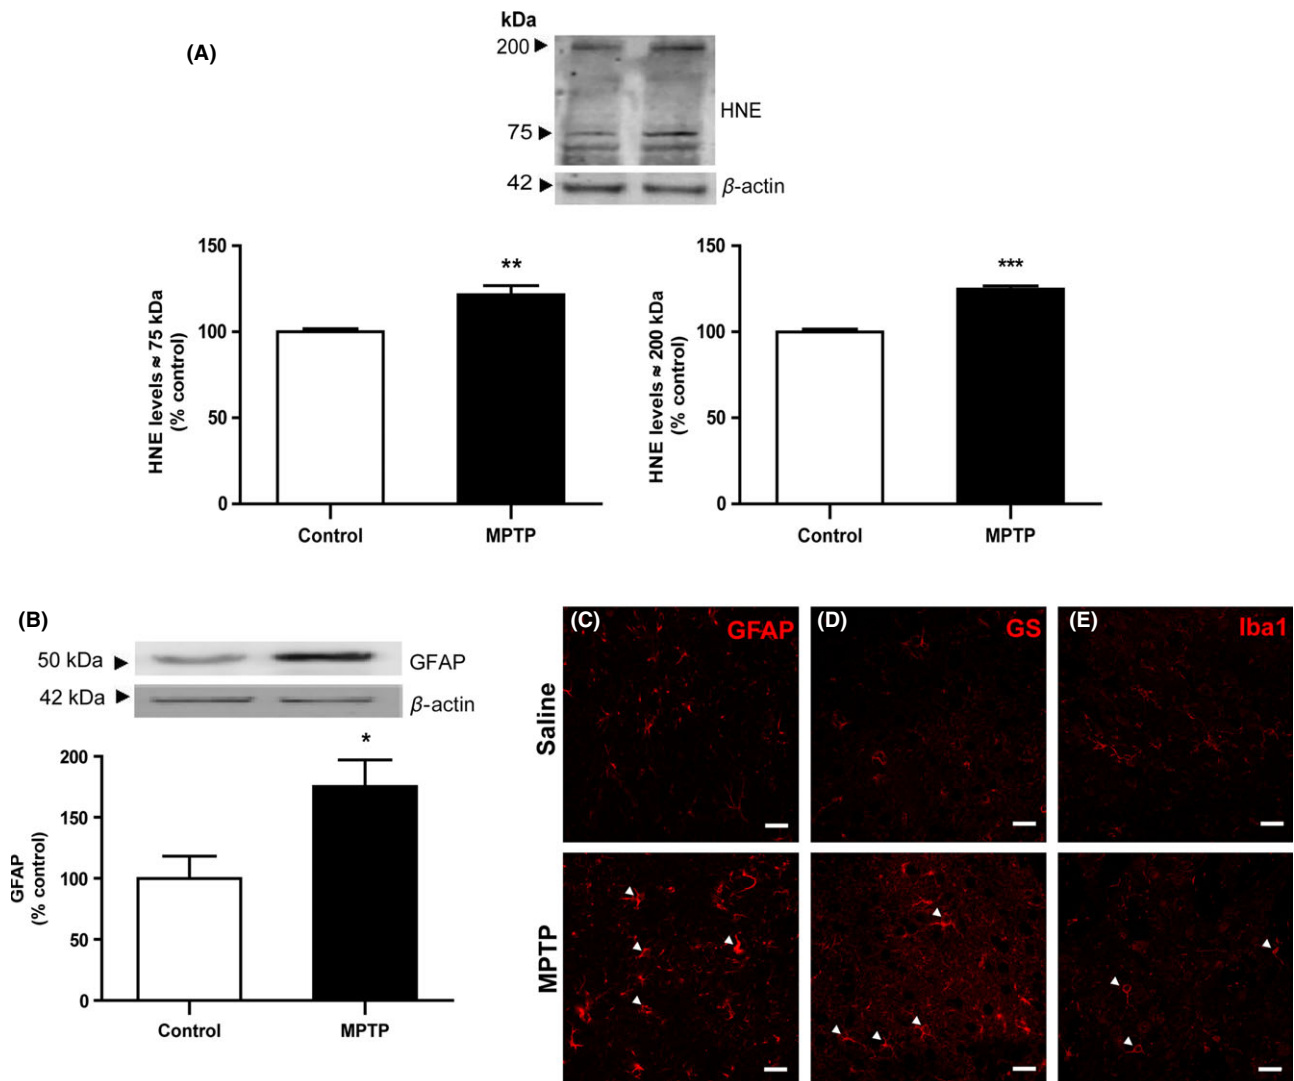 (A)
kDa
200
75
HNE
42
β-actin
150
100
50
0
HNE levels ≈ 75 kDa
(% control)
**
Control
MPTP
150
100
50
0
HNE levels ≈ 200 kDa
(% control)
***
Control
MPTP
(B)
50 kDa
GFAP
42 kDa
β-actin
200
150
100
50
0
GFAP
(% control)
*
Control
MPTP
(C)
GFAP
(D)
GS
(E)
Iba1
Saline
MPTP